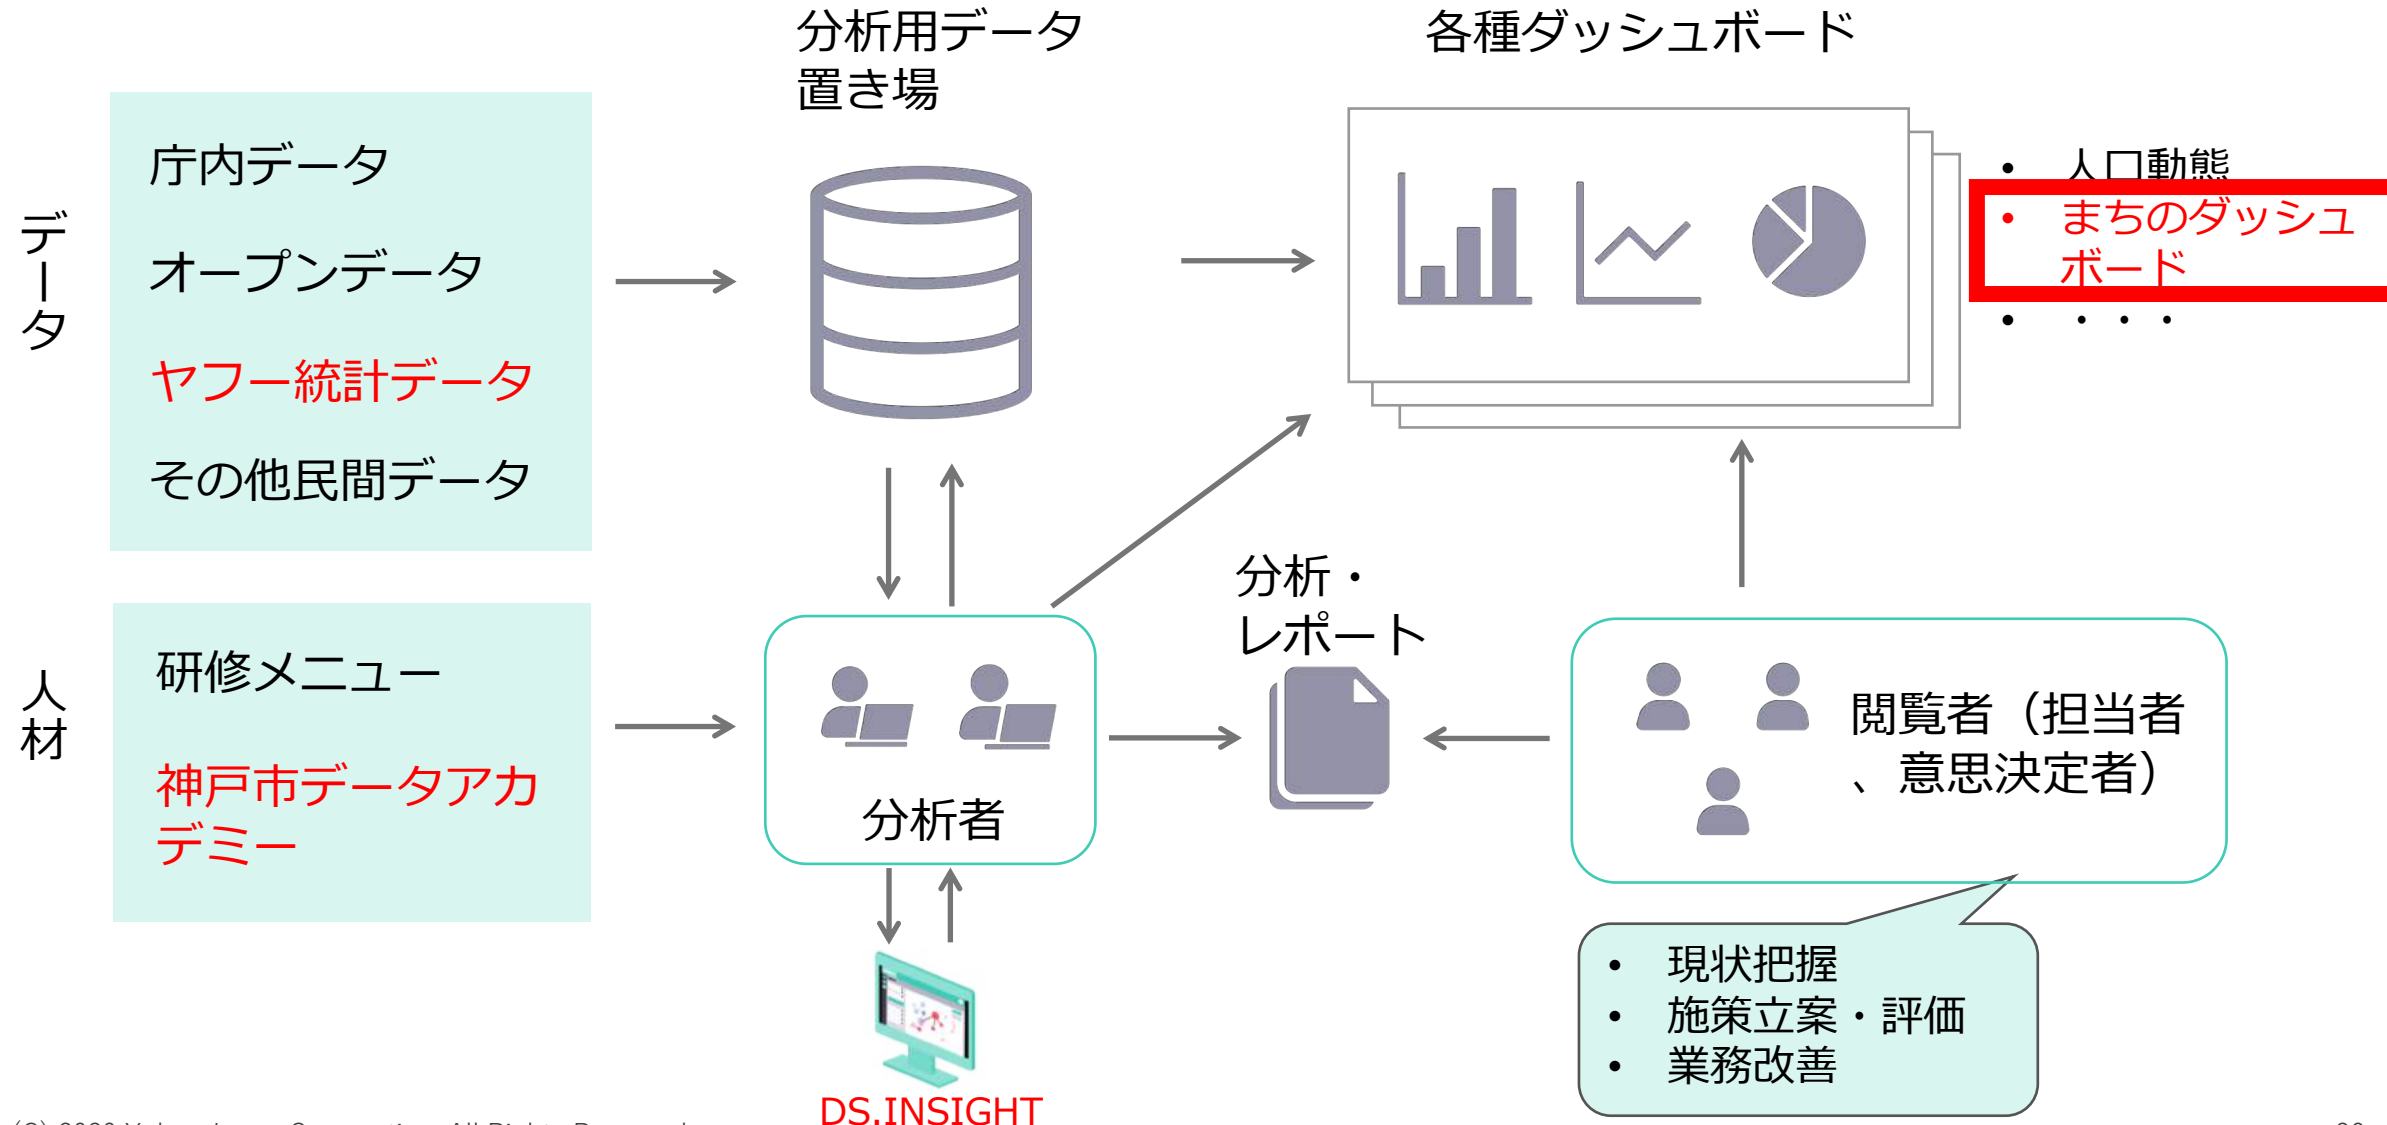 分析用データ
置き場
各種ダッシュボード
データ
庁内データ
オープンデータ
ヤフー統計データ
その他民間データ
• 人口動態
• まちのダッシュ
ボード
• ・・・
人材
研修メニュー
神戸市データアカ
デミー
分析者
分析・
レポート
閲覧者（担当者
、意思決定者）
• 現状把握
• 施策立案・評価
• 業務改善
DS.INSIGHT